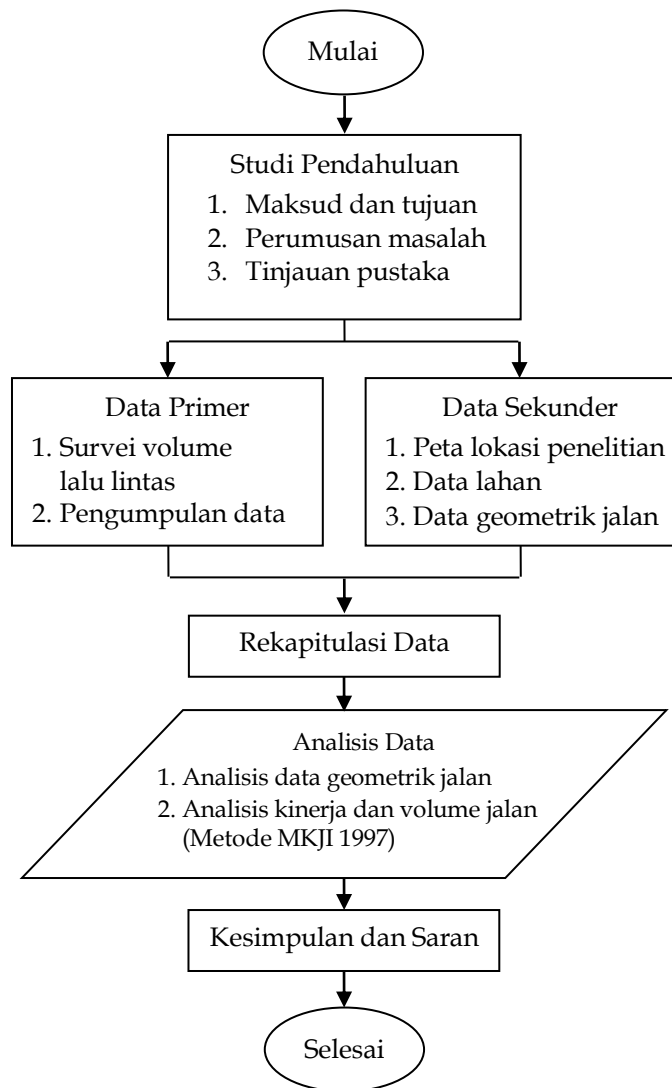 Mulai
Studi Pendahuluan
1. Maksud dan tujuan
2. Perumusan masalah
3. Tinjauan pustaka
Data Primer
1. Survei volume
lalu lintas
2. Pengumpulan data
Data Sekunder
1. Peta lokasi penelitian
2. Data lahan
3. Data geometrik jalan
Rekapitulasi Data
Analisis Data
1. Analisis data geometrik jalan
2. Analisis kinerja dan volume jalan
(Metode MKJI 1997)
Kesimpulan dan Saran
Selesai